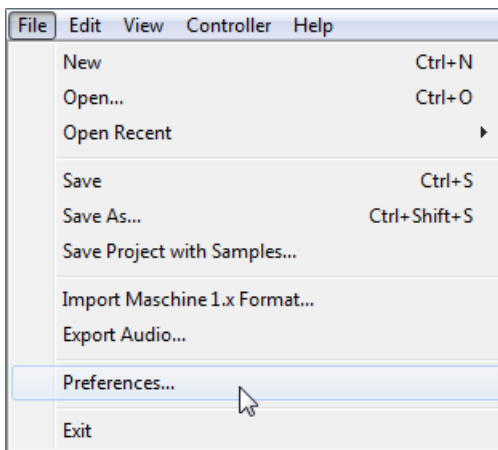 File Edit View Controller Help
New Ctrl+N
Open... Ctrl+O
Open Recent
Save Ctrl+S
Save As... Ctrl+Shift+S
Save Project with Samples...
Import Maschine 1.x Format...
Export Audio...
Preferences...
Exit